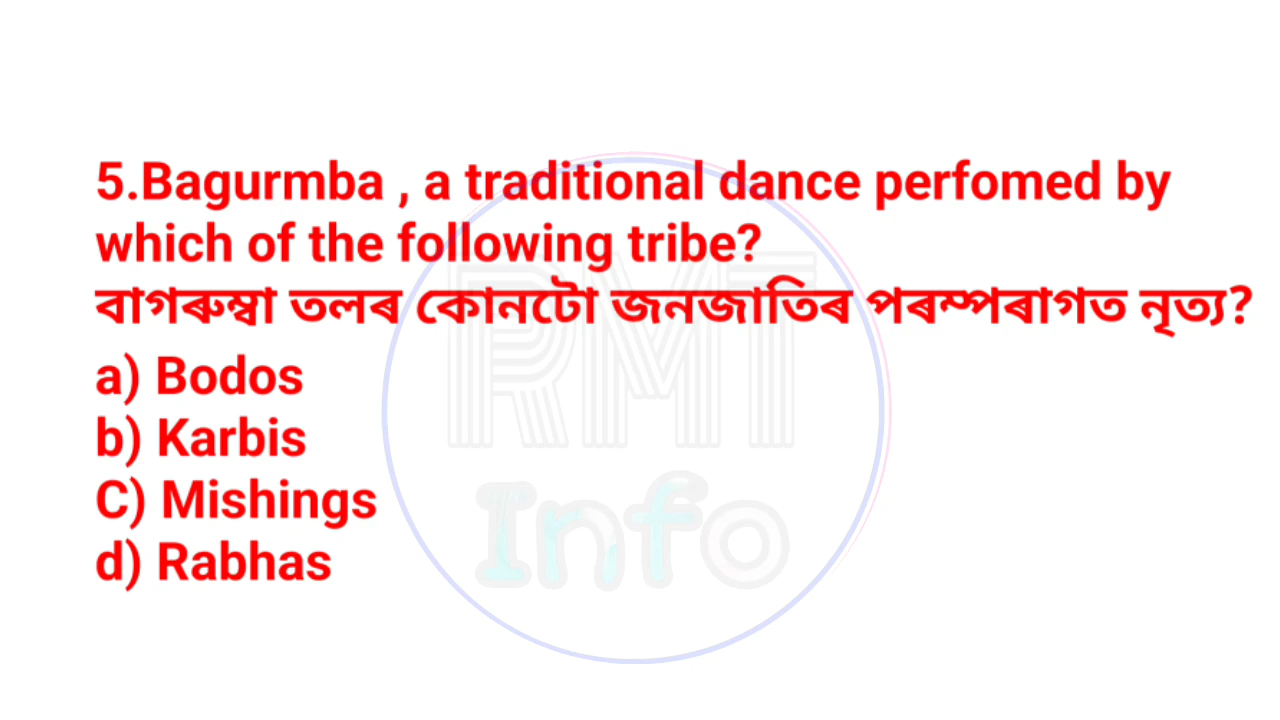 5.Bagurmba , a traditional dance perfomed by
which of the following tribe?
বাগৰুম্বা তলৰ কোনটো জনজাতিৰ পৰম্পৰাগত নৃত্য?
a) Bodos
b) Karbis
C) Mishings
d) Rabhas
RMT
Info